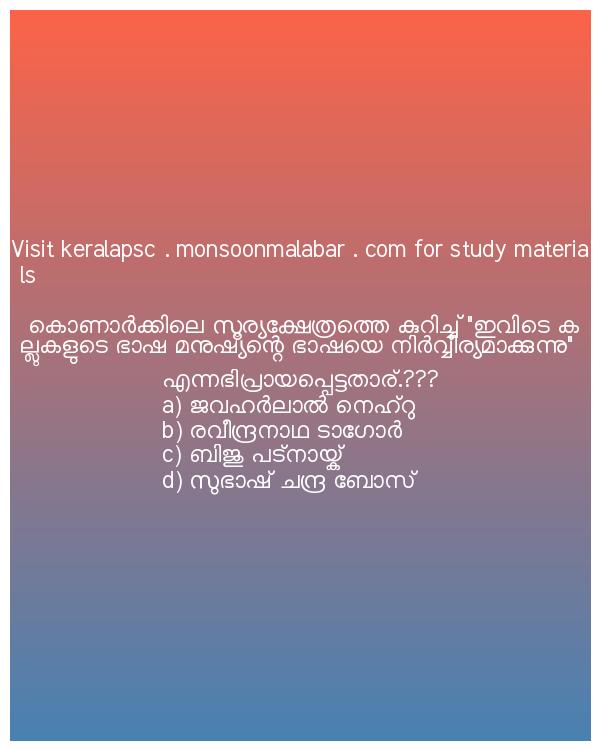 Visit keralapsc . monsoonmalabar . com for study materia
ls
കൊണാർക്കിലെ സൂര്യക്ഷേത്രത്തെ കുറിച്ച് "ഇവിടെ ക
ല്ലുകളുടെ ഭാഷ മനുഷ്യന്റെ ഭാഷയെ നിർവ്വീര്യമാക്കുന്നു"
എന്നഭിപ്രായപ്പെട്ടതാര്.???
a) ജവഹർലാൽ നെഹ്റു
b) രവീന്ദ്രനാഥ ടാഗോർ
c) ബിജു പട്നായ്ക്
d) സുഭാഷ് ചന്ദ്ര ബോസ്